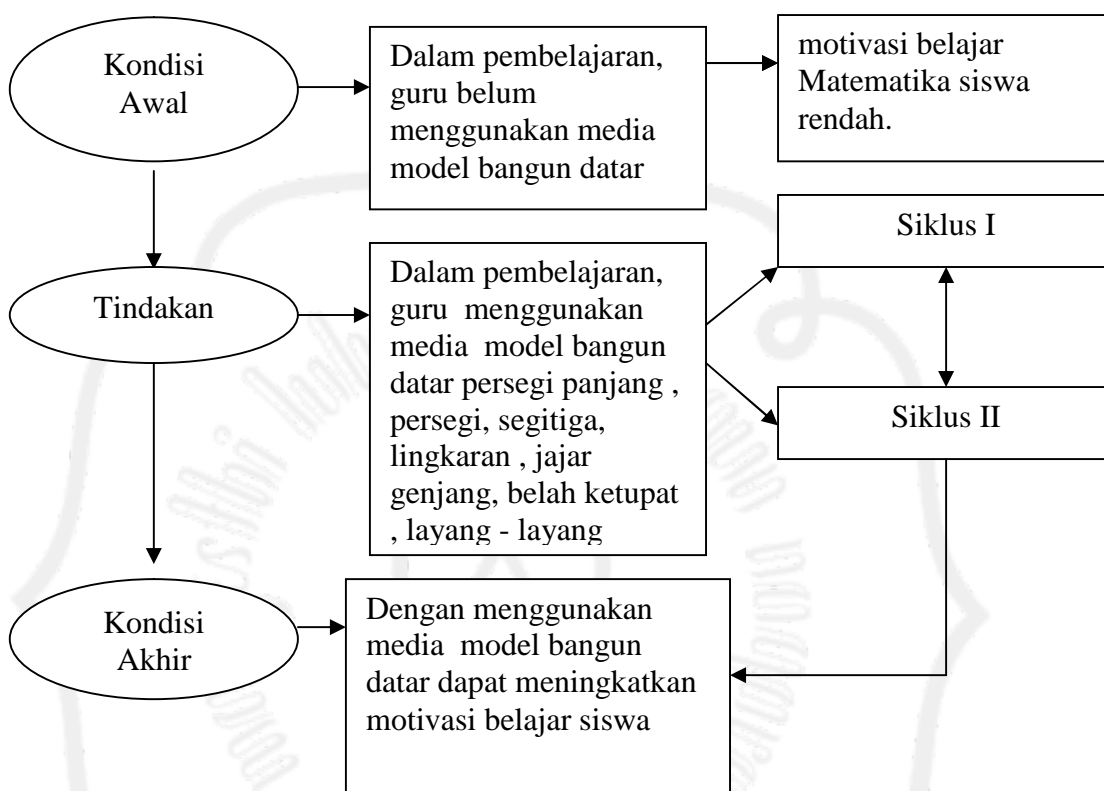 Kondisi
Awal
Dalam pembelajaran,
guru belum
menggunakan media
model bangun datar
motivasi belajar
Matematika siswa
rendah.
Tindakan
Dalam pembelajaran,
guru  menggunakan
media  model bangun
datar persegi panjang ,
persegi, segitiga,
lingkaran , jajar
genjang, belah ketupat
, layang - layang
Siklus I
Siklus II
Kondisi
Akhir
Dengan menggunakan
media  model bangun
datar dapat meningkatkan
motivasi belajar siswa